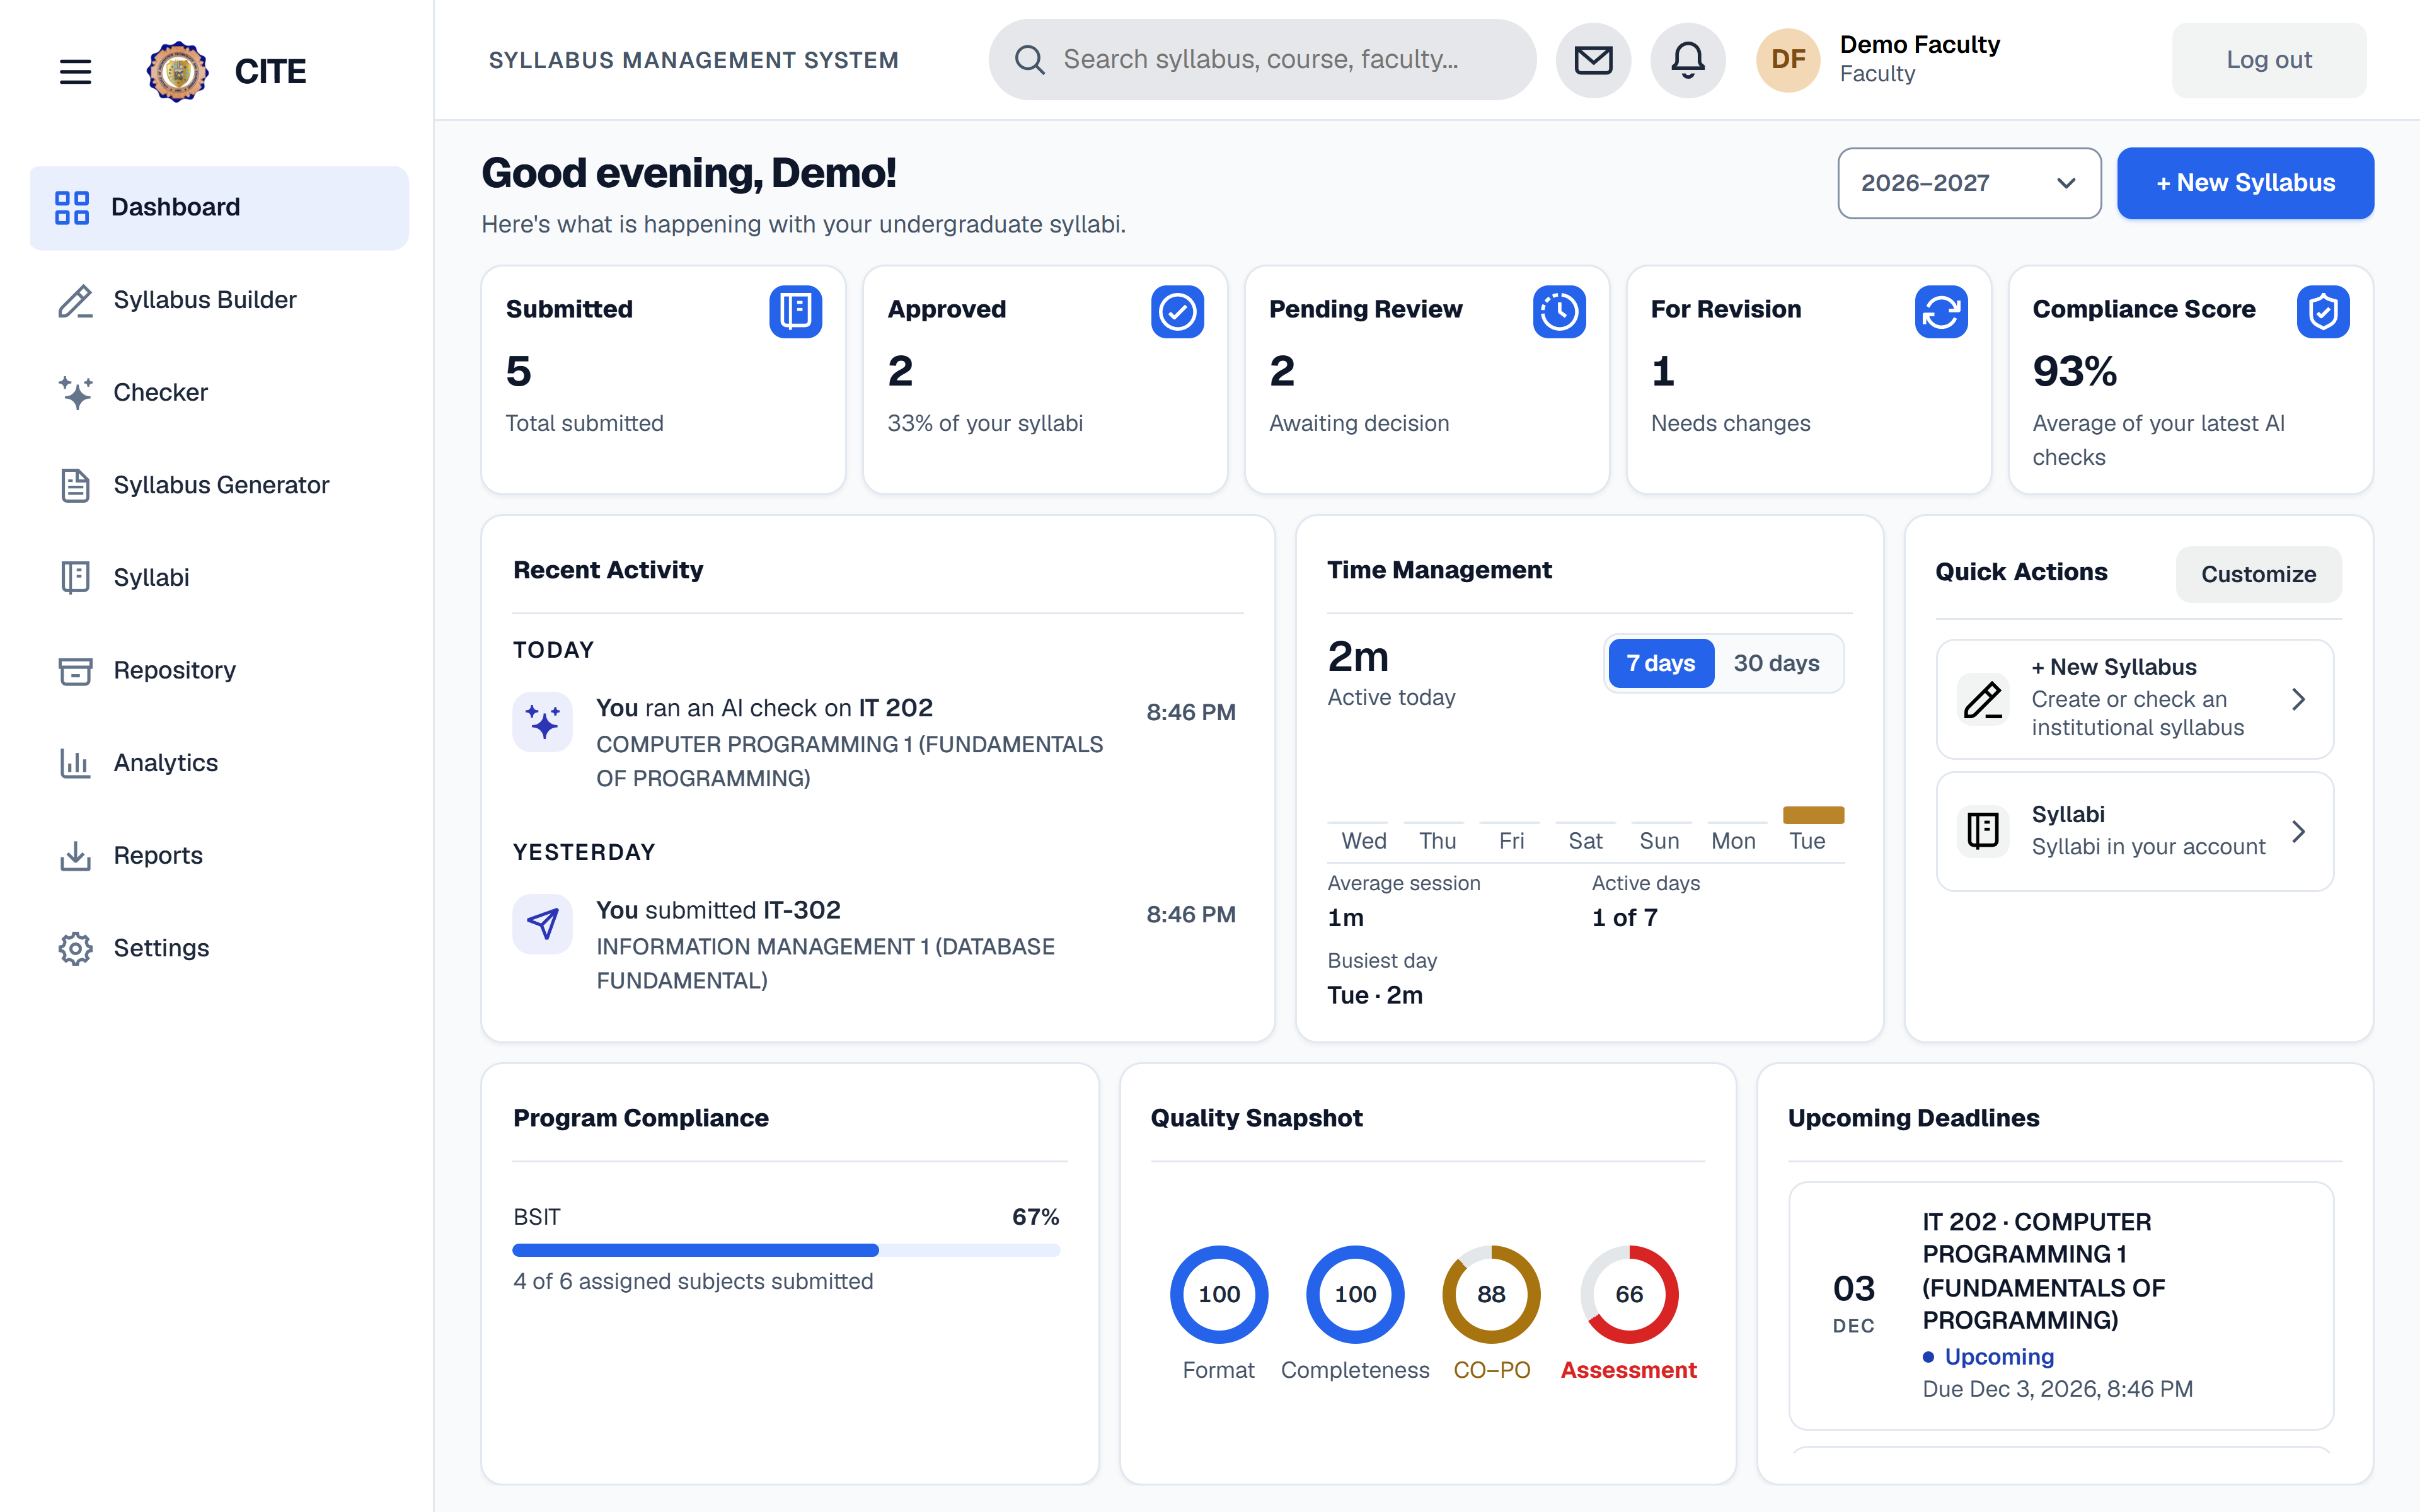 CITE
SYLLABUS MANAGEMENT SYSTEM
Search syllabus, course, faculty...
DF
Demo Faculty
Faculty
Log out
Dashboard
Syllabus Builder
Checker
Syllabus Generator
Syllabi
Repository
Analytics
Reports
Settings
Good evening, Demo!
Here's what is happening with your undergraduate syllabi.
2026–2027
+ New Syllabus
Submitted
5
Total submitted
Approved
2
33% of your syllabi
Pending Review
2
Awaiting decision
For Revision
1
Needs changes
Compliance Score
93%
Average of your latest AI
checks
Recent Activity
TODAY
You ran an AI check on IT 202
8:46 PM
COMPUTER PROGRAMMING 1 (FUNDAMENTALS
OF PROGRAMMING)
YESTERDAY
You submitted IT-302
8:46 PM
INFORMATION MANAGEMENT 1 (DATABASE
FUNDAMENTAL)
Time Management
2m
Active today
7 days
30 days
Wed Thu Fri Sat Sun Mon Tue
Average session
1m
Active days
1 of 7
Busiest day
Tue · 2m
Quick Actions
Customize
+ New Syllabus
Create or check an
institutional syllabus
Syllabi
Syllabi in your account
Program Compliance
BSIT
67%
4 of 6 assigned subjects submitted
Quality Snapshot
100
Format
100
Completeness
88
CO–PO
66
Assessment
Upcoming Deadlines
03
DEC
IT 202 · COMPUTER
PROGRAMMING 1
(FUNDAMENTALS OF
PROGRAMMING)
Upcoming
Due Dec 3, 2026, 8:46 PM